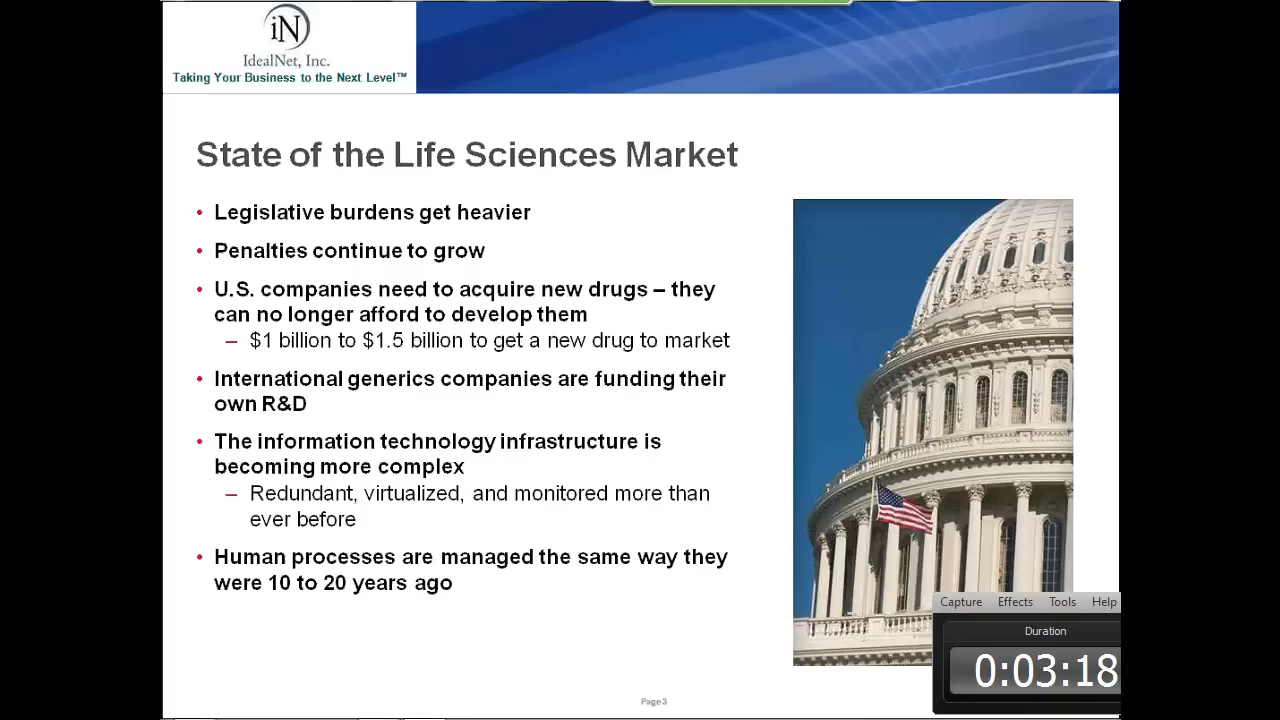 iN
IdealNet, Inc.
Taking Your Business to the Next Level™
State of the Life Sciences Market
• Legislative burdens get heavier
• Penalties continue to grow
• U.S. companies need to acquire new drugs – they
can no longer afford to develop them
– $1 billion to $1.5 billion to get a new drug to market
• International generics companies are funding their
own R&D
• The information technology infrastructure is
becoming more complex
– Redundant, virtualized, and monitored more than
ever before
• Human processes are managed the same way they
were 10 to 20 years ago
Capture Effects Tools Help
Duration
0:03:18
Page 3